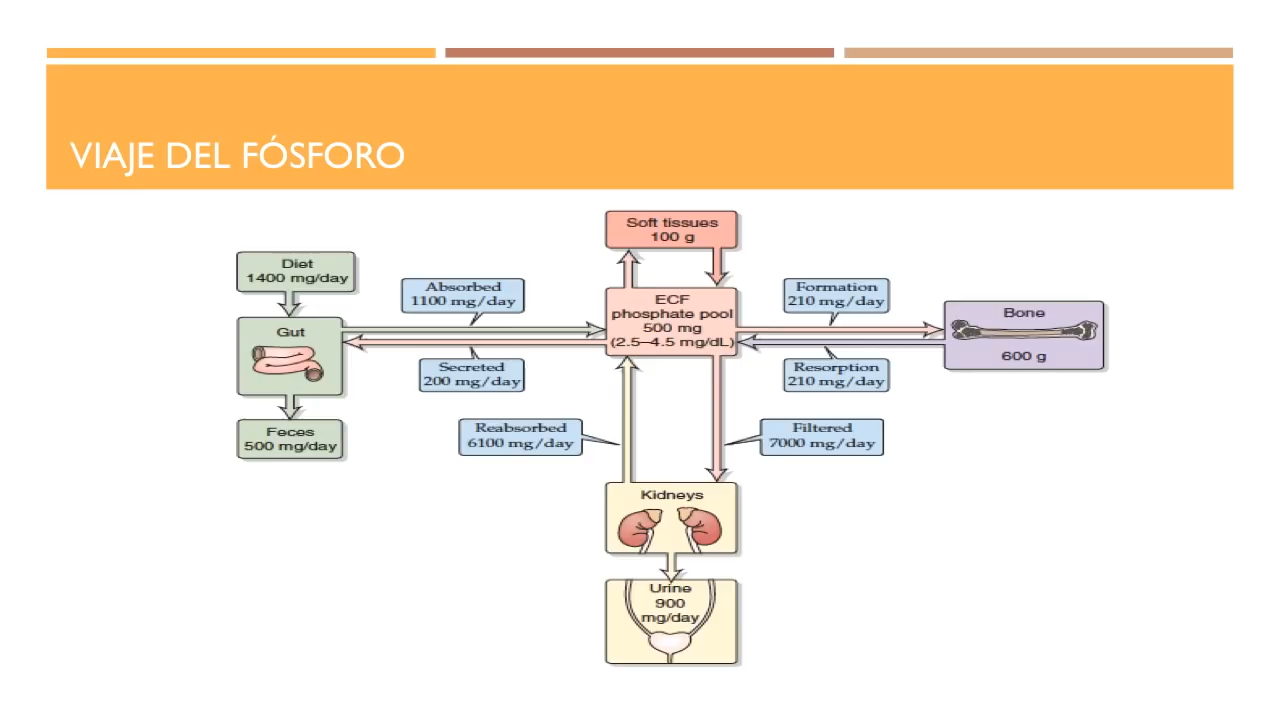 VIAJE DEL FÓSFORO
Soft tissues
100 g
Diet
1400 mg/day
Absorbed
1100 mg/day
ECF
phosphate pool
500 mg
(2.5–4.5 mg/dL)
Formation
210 mg/day
Bone
600 g
Gut
Secreted
200 mg/day
Resorption
210 mg/day
Feces
500 mg/day
Reabsorbed
6100 mg/day
Filtered
7000 mg/day
Kidneys
Urine
900
mg/day